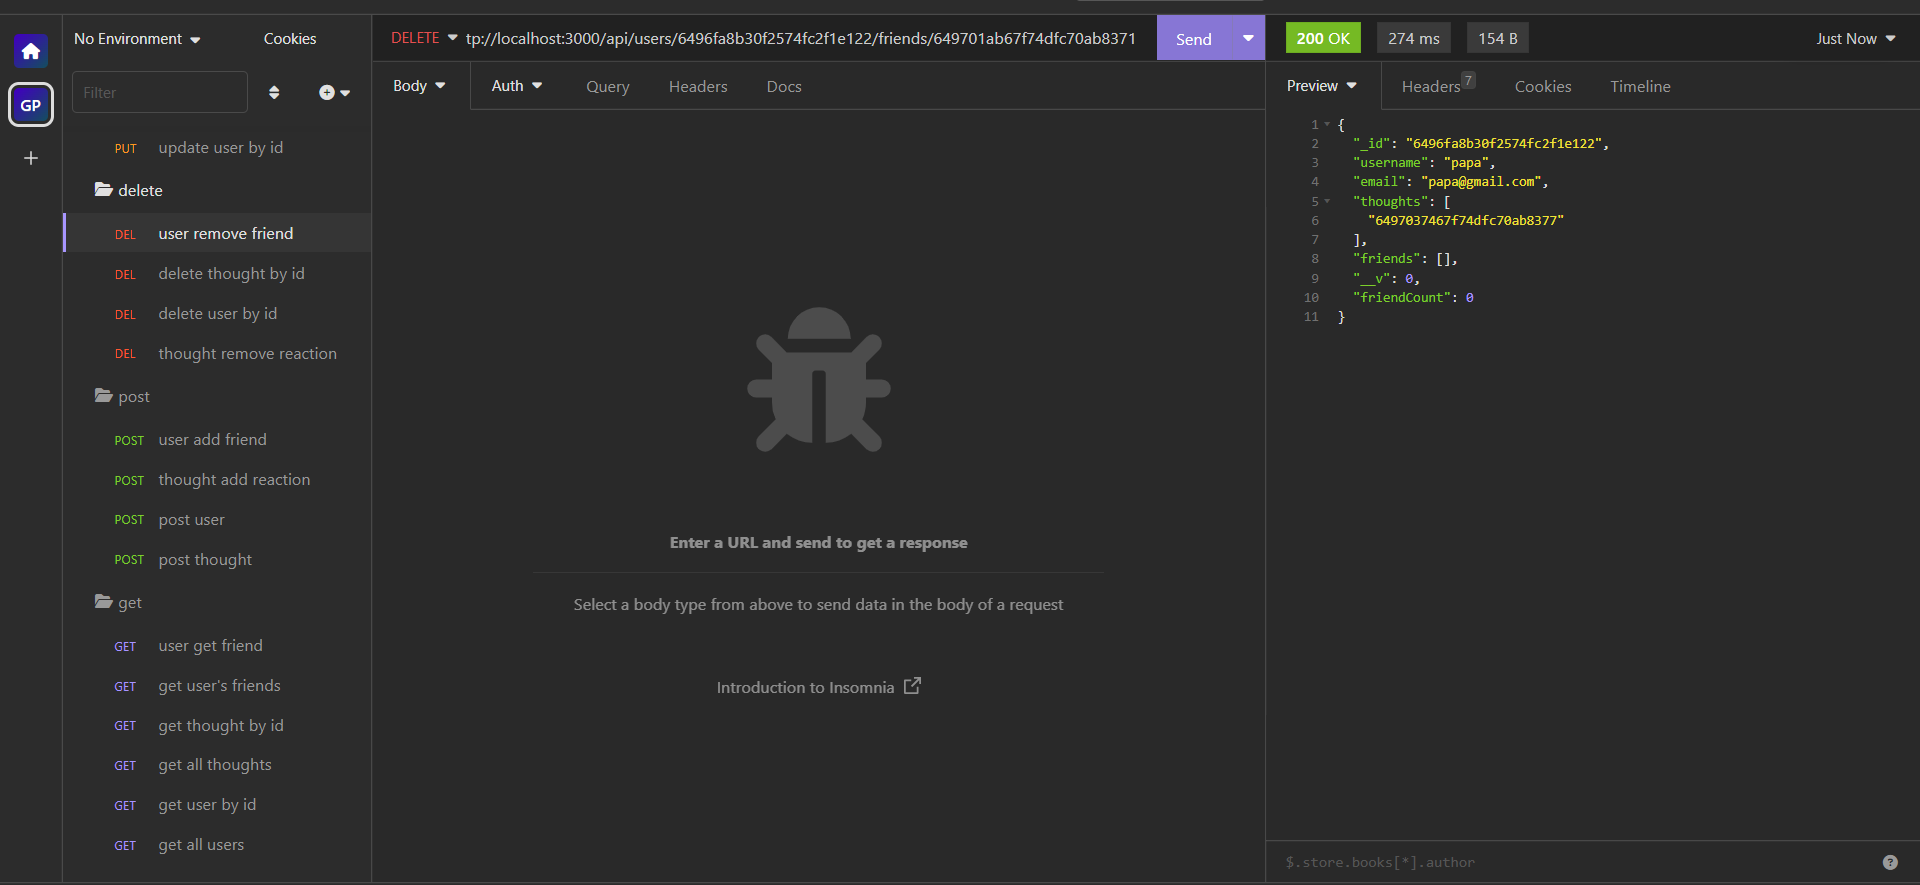 No Environment
Cookies
GP
Filter
PUT update user by id
delete
DEL user remove friend
DEL delete thought by id
DEL delete user by id
DEL thought remove reaction
post
POST user add friend
POST thought add reaction
POST post user
POST post thought
get
GET user get friend
GET get user's friends
GET get thought by id
GET get all thoughts
GET get user by id
GET get all users
DELETE tp://localhost:3000/api/users/6496fa8b30f2574fc2f1e122/friends/649701ab67f74dfc70ab8371 Send
Body Auth Query Headers Docs
Enter a URL and send to get a response
Select a body type from above to send data in the body of a request
Introduction to Insomnia
200 OK 274 ms 154 B Just Now
Preview Headers 7 Cookies Timeline
1 {
2 "_id": "6496fa8b30f2574fc2f1e122",
3 "username": "papa",
4 "email": "papa@gmail.com",
5 "thoughts": [
6 "6497037467f74dfc70ab8377"
7 ],
8 "friends": [],
9 "__v": 0,
10 "friendCount": 0
11 }
$.store.books[*].author ?